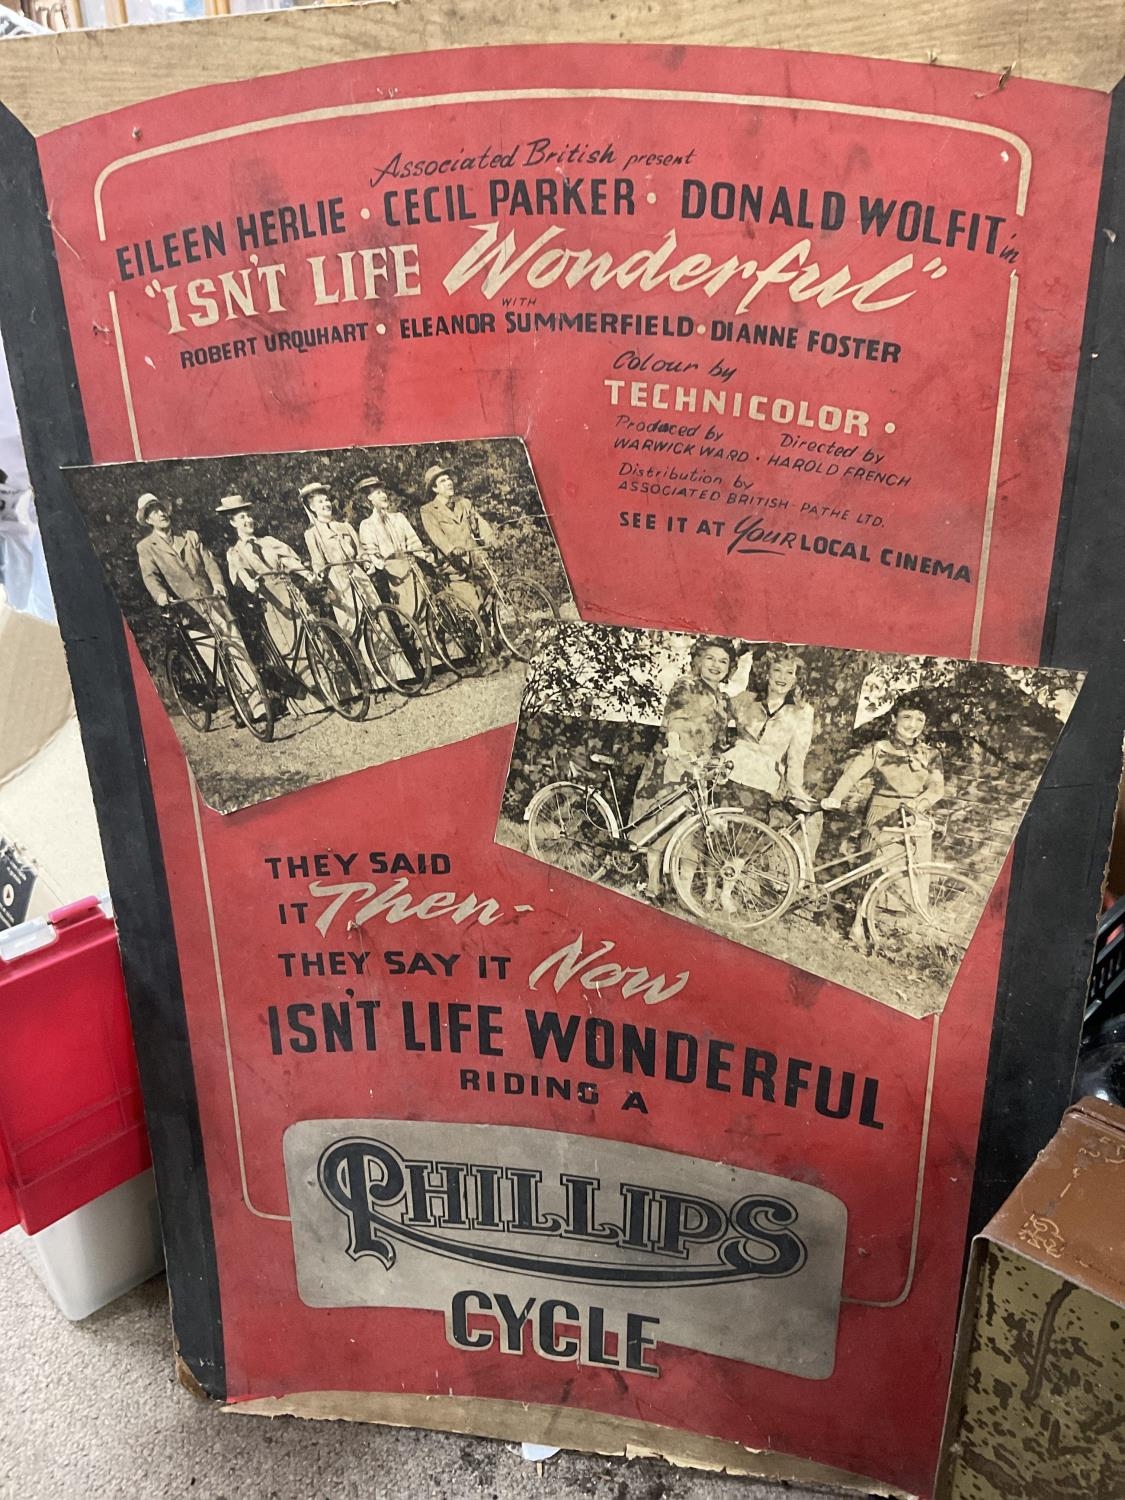 Associated British present
EILEEN HERLIE • CECIL PARKER • DONALD WOLFIT in
"ISN'T LIFE Wonderful"
WITH
ROBERT URQUHART • ELEANOR SUMMERFIELD • DIANNE FOSTER
Colour by
TECHNICOLOR •
Produced by
WARWICK WARD •
Directed by
HAROLD FRENCH
Distribution by
ASSOCIATED BRITISH-PATHE LTD.
SEE IT AT Your LOCAL CINEMA
THEY SAID
IT Then-
THEY SAY IT Now
ISN'T LIFE WONDERFUL
RIDING A
PHILLIPS
CYCLE